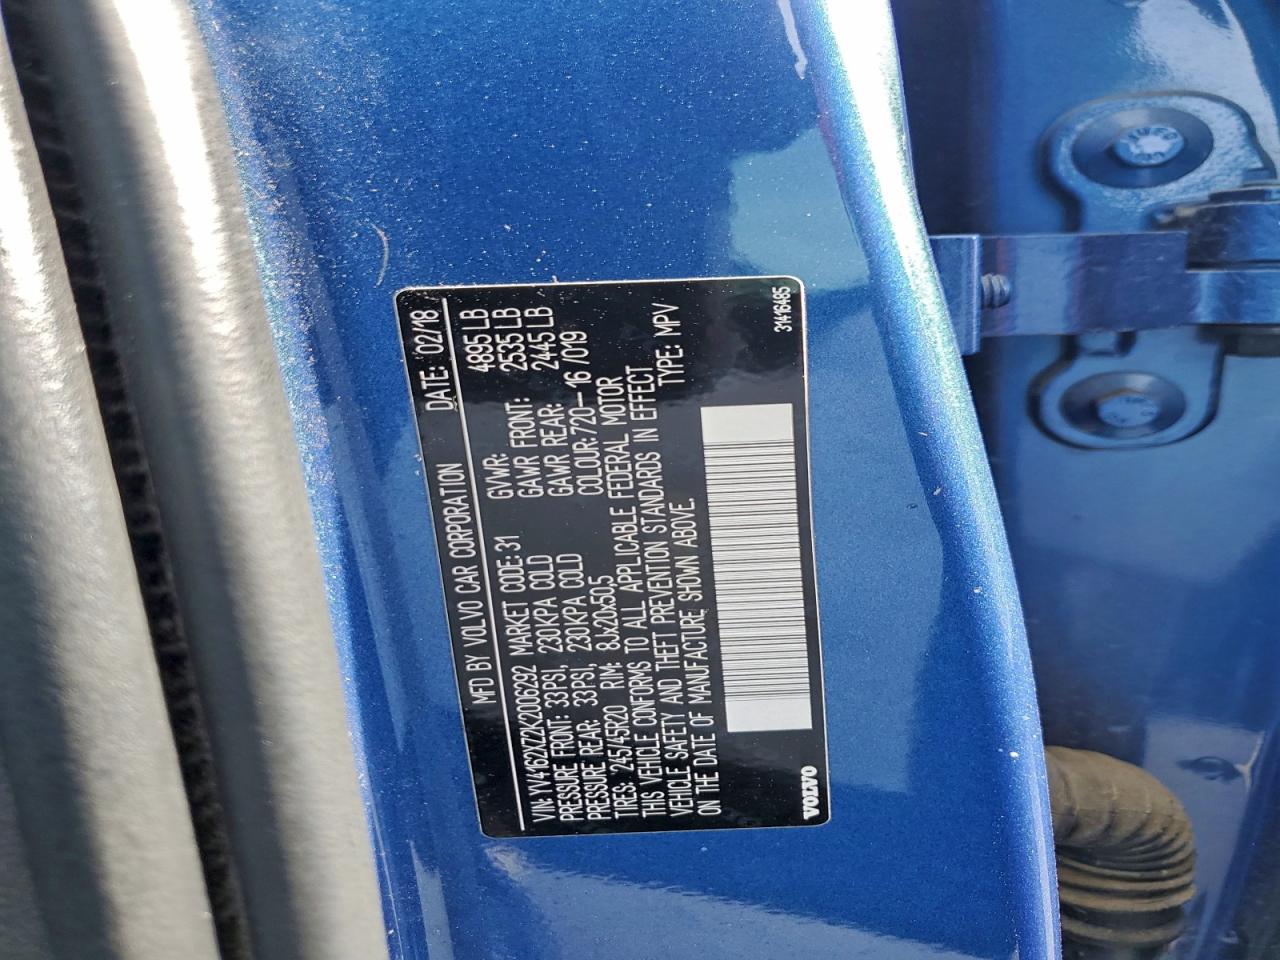 MFD BY VOLVO CAR CORPORATION DATE: 02/18
VIN: YV4162XZ2K2006292 MARKET CODE: 31 GVWR: 4895 LB
PRESSURE FRONT: 33PSI, 230KPA COLD GAWR FRONT: 2535 LB
PRESSURE REAR: 33PSI, 230KPA COLD GAWR REAR: 2445 LB
TIRES: 245/45R20 RIM: 8Jx20x50,5 COLOUR: 720-16 /019
THIS VEHICLE CONFORMS TO ALL APPLICABLE FEDERAL MOTOR
VEHICLE SAFETY AND THEFT PREVENTION STANDARDS IN EFFECT
ON THE DATE OF MANUFACTURE SHOWN ABOVE. TYPE: MPV
VOLVO 31416485